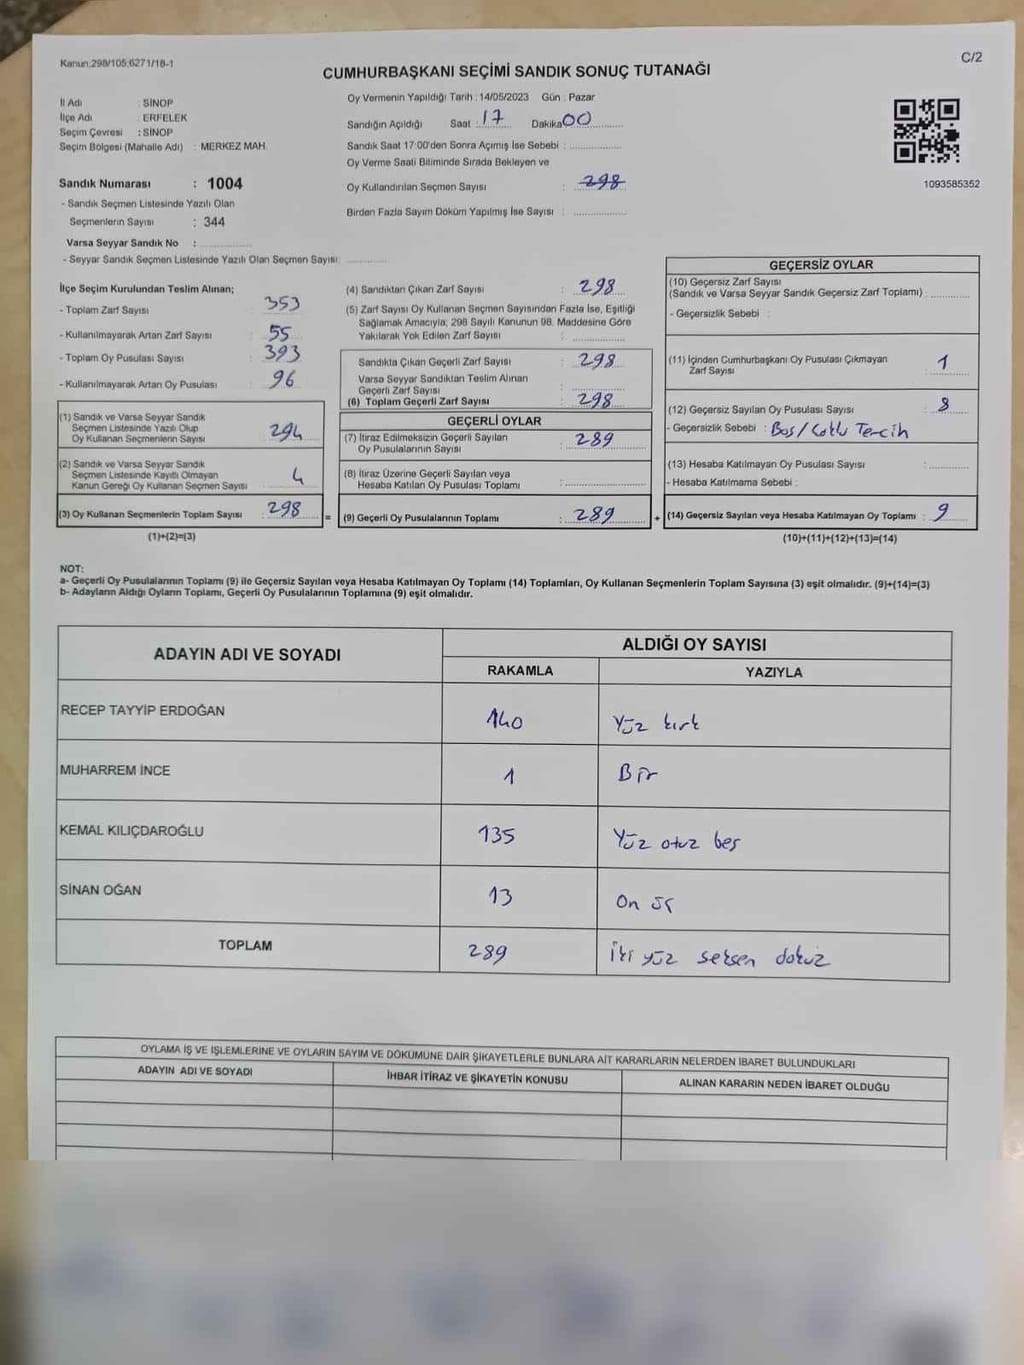 Kanun:298/105;6271/18-1
C/2
CUMHURBAŞKANI SEÇİMİ SANDIK SONUÇ TUTANAĞI
İl Adı : SİNOP
İlçe Adı : ERFELEK
Seçim Çevresi : SİNOP
Seçim Bölgesi (Mahalle Adı) : MERKEZ MAH.
Sandık Numarası : 1004
- Sandık Seçmen Listesinde Yazılı Olan
Seçmenlerin Sayısı : 344
Varsa Seyyar Sandık No :
- Seyyar Sandık Seçmen Listesinde Yazılı Olan Seçmen Sayısı:
Oy Vermenin Yapıldığı Tarih : 14/05/2023 Gün : Pazar
Sandığın Açıldığı Saat : 17 Dakika 00
Sandık Saat 17:00'den Sonra Açımış İse Sebebi :
Oy Verme Saati Bitiminde Sırada Bekleyen ve
Oy Kullandırılan Seçmen Sayısı : 298
Birden Fazla Sayım Döküm Yapılmış İse Sayısı :
1093585352
İlçe Seçim Kurulundan Teslim Alınan;
- Toplam Zarf Sayısı : 353
- Kullanılmayarak Artan Zarf Sayısı : 55
- Toplam Oy Pusulası Sayısı : 393
- Kullanılmayarak Artan Oy Pusulası : 96
(1) Sandık ve Varsa Seyyar Sandık
Seçmen Listesinde Yazılı Olup
Oy Kullanan Seçmenlerin Sayısı : 294
(2) Sandık ve Varsa Seyyar Sandık
Seçmen Listesinde Kayıtlı Olmayan
Kanun Gereği Oy Kullanan Seçmen Sayısı : 4
(3) Oy Kullanan Seçmenlerin Toplam Sayısı : 298
(1)+(2)=(3)
(4) Sandıktan Çıkan Zarf Sayısı : 298
(5) Zarf Sayısı Oy Kullanan Seçmen Sayısından Fazla İse, Eşitliği
Sağlamak Amacıyla; 298 Sayılı Kanunun 98. Maddesine Göre
Yakılarak Yok Edilen Zarf Sayısı :
Sandıkta Çıkan Geçerli Zarf Sayısı : 298
Varsa Seyyar Sandıktan Teslim Alınan
Geçerli Zarf Sayısı :
(6) Toplam Geçerli Zarf Sayısı : 298
GEÇERLİ OYLAR
(7) İtiraz Edilmeksizin Geçerli Sayılan
Oy Pusulalarının Sayısı : 289
(8) İtiraz Üzerine Geçerli Sayılan veya
Hesaba Katılan Oy Pusulası Toplamı :
= (9) Geçerli Oy Pusulalarının Toplamı : 289
GEÇERSİZ OYLAR
(10) Geçersiz Zarf Sayısı
(Sandık ve Varsa Seyyar Sandık Geçersiz Zarf Toplamı) :
- Geçersizlik Sebebi :
(11) İçinden Cumhurbaşkanı Oy Pusulası Çıkmayan
Zarf Sayısı : 1
(12) Geçersiz Sayılan Oy Pusulası Sayısı : 8
- Geçersizlik Sebebi : Boş/Çoklu Tercih
(13) Hesaba Katılmayan Oy Pusulası Sayısı :
- Hesaba Katılmama Sebebi :
+ (14) Geçersiz Sayılan veya Hesaba Katılmayan Oy Toplamı : 9
(10)+(11)+(12)+(13)=(14)
NOT:
a- Geçerli Oy Pusulalarının Toplamı (9) ile Geçersiz Sayılan veya Hesaba Katılmayan Oy Toplamı (14) Toplamları, Oy Kullanan Seçmenlerin Toplam Sayısına (3) eşit olmalıdır. (9)+(14)=(3)
b- Adayların Aldığı Oyların Toplamı, Geçerli Oy Pusulalarının Toplamına (9) eşit olmalıdır.
ADAYIN ADI VE SOYADI
ALDIĞI OY SAYISI
RAKAMLA YAZIYLA
RECEP TAYYİP ERDOĞAN 140 Yüz kırk
MUHARREM İNCE 1 Bir
KEMAL KILIÇDAROĞLU 135 Yüz otuz beş
SİNAN OĞAN 13 On üç
TOPLAM 289 İki yüz seksen dokuz
OYLAMA İŞ VE İŞLEMLERİNE VE OYLARIN SAYIM VE DÖKÜMÜNE DAİR ŞİKAYETLERLE BUNLARA AİT KARARLARIN NELERDEN İBARET BULUNDUKLARI
ADAYIN ADI VE SOYADI İHBAR İTİRAZ VE ŞİKAYETİN KONUSU ALINAN KARARIN NEDEN İBARET OLDUĞU